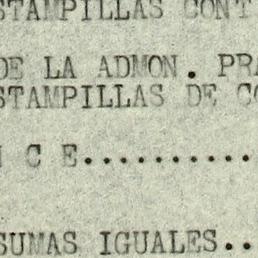 STAMPILLAS CONT
DE LA ADMON. PRA
STAMPILLAS DE CO
C E...........
SUMAS IGUALES..